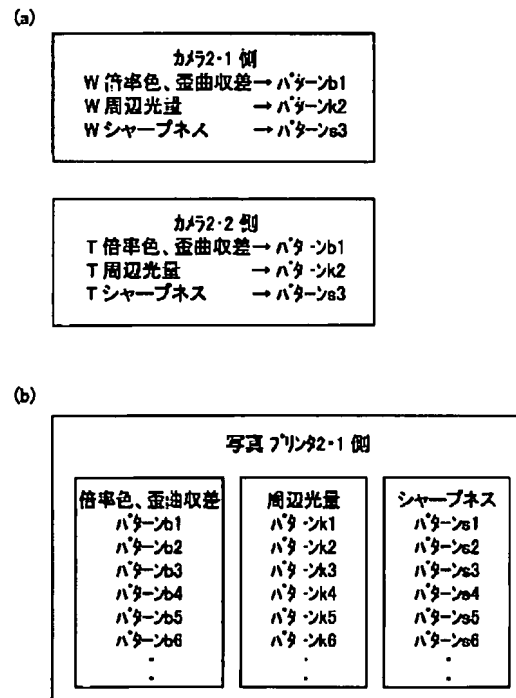 (a)
カメラ2-1 側
W 倍率色、歪曲収差→ パターンb1
W 周辺光量 → パターンk2
W シャープネス → パターンs3
カメラ2-2 側
T 倍率色、歪曲収差→ パターンb1
T 周辺光量 → パターンk2
T シャープネス → パターンs3
(b)
写真プリンタ2-1 側
倍率色、歪曲収差
パターンb1
パターンb2
パターンb3
パターンb4
パターンb5
パターンb6
・
・
周辺光量
パターンk1
パターンk2
パターンk3
パターンk4
パターンk5
パターンk6
・
・
シャープネス
パターンs1
パターンs2
パターンs3
パターンs4
パターンs5
パターンs6
・
・